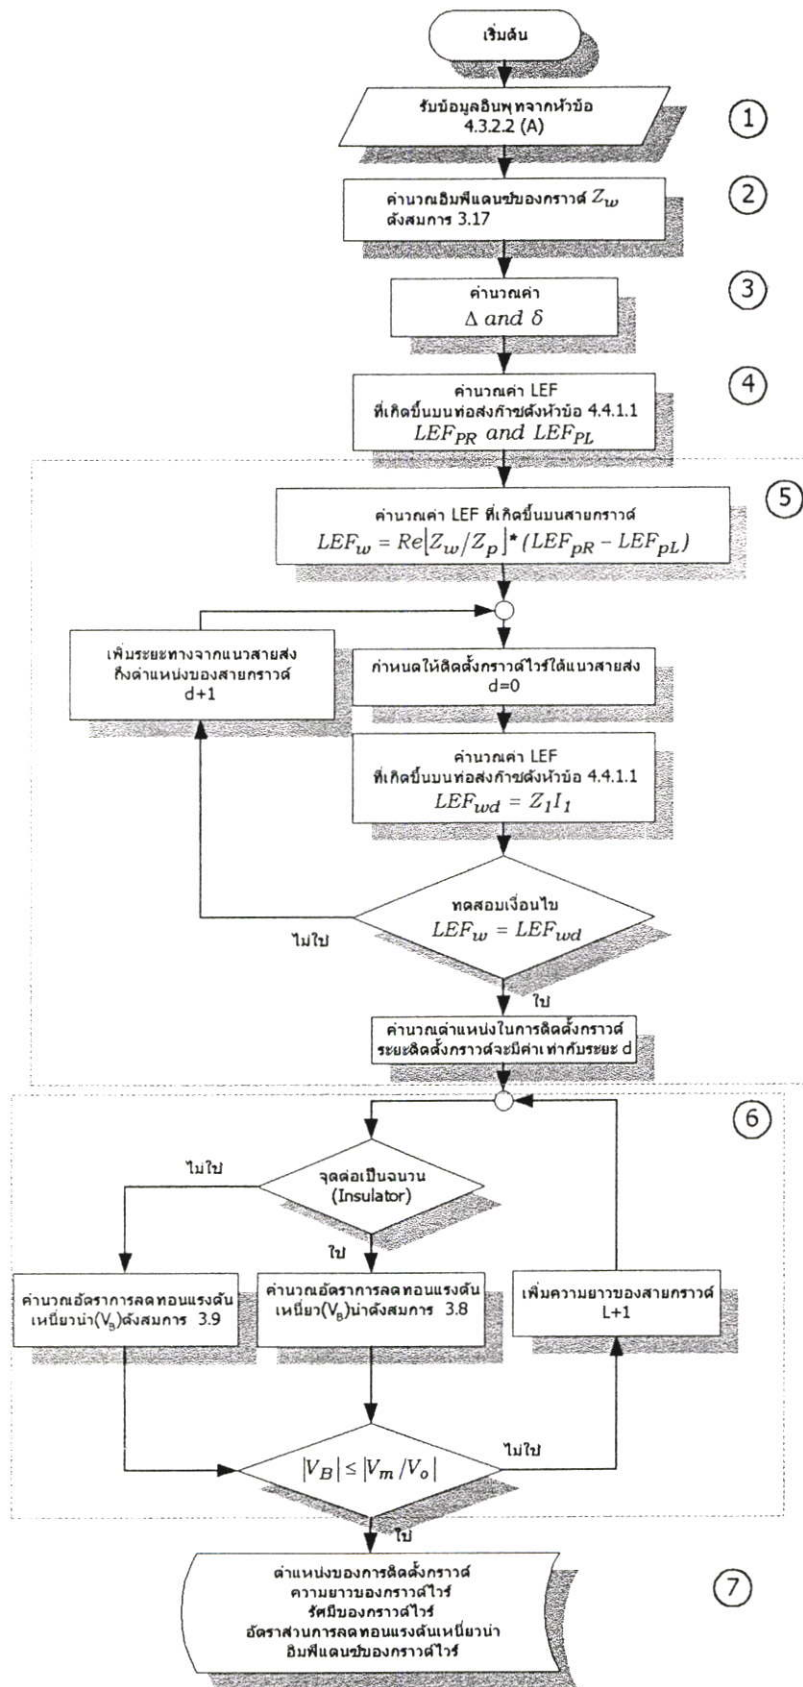 เริ่มต้น
รับข้อมูลอินพุทจากหัวข้อ
4.3.2.2 (A)
1
คำนวณอิมพีแดนซ์ของกราวด์ Z_w
ดังสมการ 3.17
2
คำนวณค่า
Δ and δ
3
คำนวณค่า LEF
ที่เกิดขึ้นบนท่อส่งก๊าซดังหัวข้อ 4.4.1.1
LEF_PR and LEF_PL
4
5
คำนวณค่า LEF ที่เกิดขึ้นบนสายกราวด์
LEF_w = Re⌊Z_w/Z_p⌋* (LEF_pR – LEF_pL)
เพิ่มระยะทางจากแนวสายส่ง
ถึงตำแหน่งของสายกราวด์
d+1
กำหนดให้ติดตั้งกราวด์ไวร์ใต้แนวสายส่ง
d=0
คำนวณค่า LEF
ที่เกิดขึ้นบนท่อส่งก๊าซดังหัวข้อ 4.4.1.1
LEF_wd = Z_1I_1
ทดสอบเงื่อนไข
LEF_w = LEF_wd
ไม่ใช่
ใช่
คำนวณตำแหน่งในการติดตั้งกราวด์
ระยะติดตั้งกราวด์จะมีค่าเท่ากับระยะ d
6
จุดต่อเป็นฉนวน
(Insulator)
ไม่ใช่
ใช่
คำนวณอัตราการลดทอนแรงดัน
เหนี่ยวนำ(V_B)ดังสมการ 3.9
คำนวณอัตราการลดทอนแรงดัน
เหนี่ยว(V_B)นำดังสมการ 3.8
เพิ่มความยาวของสายกราวด์
L+1
|V_B| ≤ |V_m/V_o|
ไม่ใช่
ใช่
ตำแหน่งของการติดตั้งกราวด์
ความยาวของกราวด์ไวร์
รัศมีของกราวด์ไวร์
อัตราส่วนการลดทอนแรงดันเหนี่ยวนำ
อิมพีแดนซ์ของกราวด์ไวร์
7